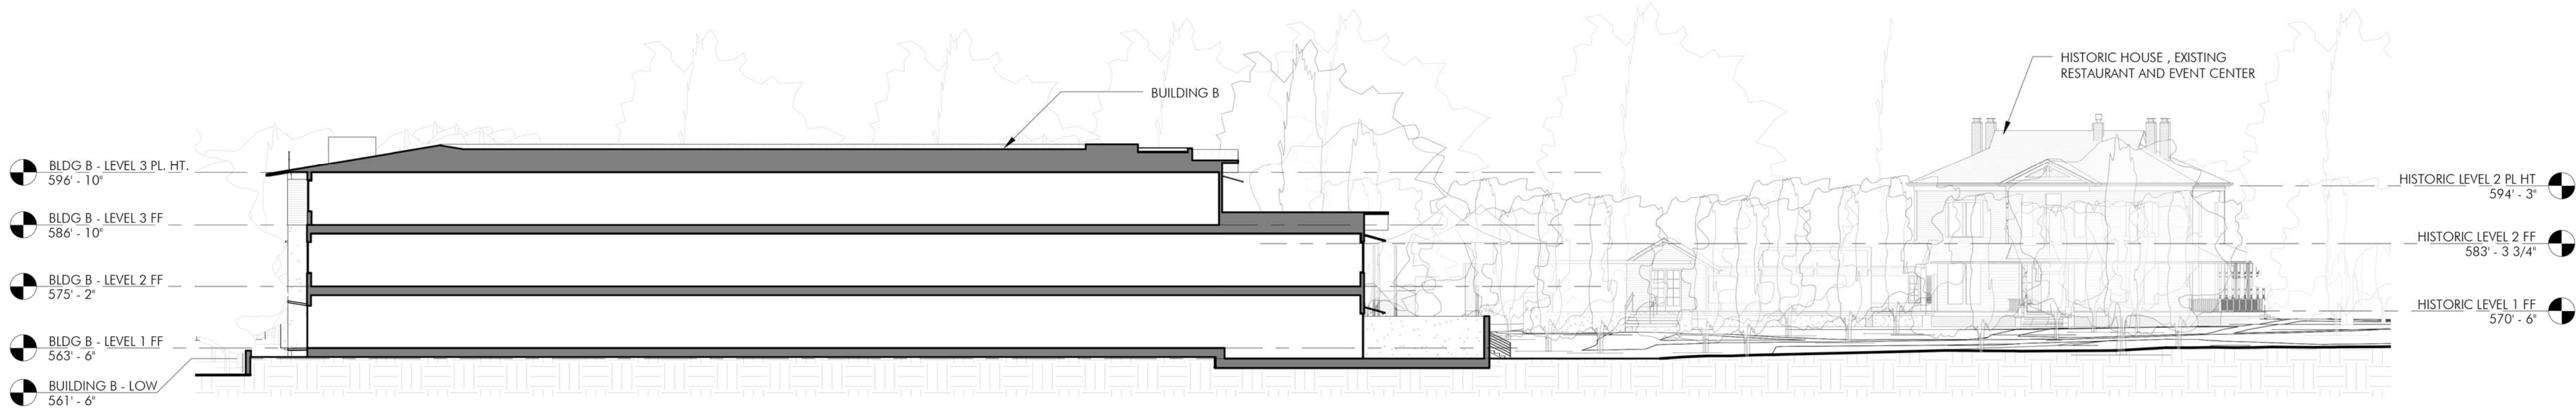 BUILDING B
HISTORIC HOUSE , EXISTING
RESTAURANT AND EVENT CENTER
BLDG B - LEVEL 3 PL. HT.
596' - 10"
BLDG B - LEVEL 3 FF
586' - 10"
BLDG B - LEVEL 2 FF
575' - 2"
BLDG B - LEVEL 1 FF
563' - 6"
BUILDING B - LOW
561' - 6"
HISTORIC LEVEL 2 PL HT
594' - 3"
HISTORIC LEVEL 2 FF
583' - 3 3/4"
HISTORIC LEVEL 1 FF
570' - 6"